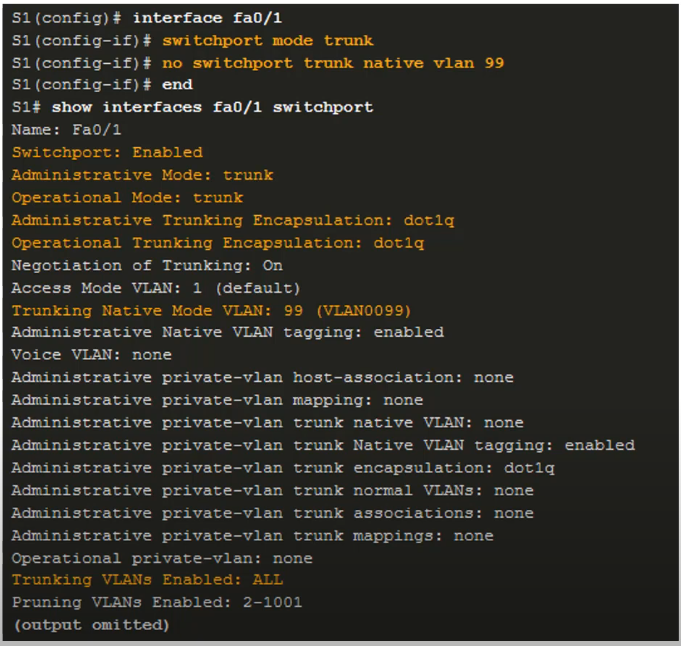 S1(config)# interface fa0/1
S1(config-if)# switchport mode trunk
S1(config-if)# no switchport trunk native vlan 99
S1(config-if)# end
S1# show interfaces fa0/1 switchport
Name: Fa0/1
Switchport: Enabled
Administrative Mode: trunk
Operational Mode: trunk
Administrative Trunking Encapsulation: dot1q
Operational Trunking Encapsulation: dot1q
Negotiation of Trunking: On
Access Mode VLAN: 1 (default)
Trunking Native Mode VLAN: 99 (VLAN0099)
Administrative Native VLAN tagging: enabled
Voice VLAN: none
Administrative private-vlan host-association: none
Administrative private-vlan mapping: none
Administrative private-vlan trunk native VLAN: none
Administrative private-vlan trunk Native VLAN tagging: enabled
Administrative private-vlan trunk encapsulation: dot1q
Administrative private-vlan trunk normal VLANs: none
Administrative private-vlan trunk associations: none
Administrative private-vlan trunk mappings: none
Operational private-vlan: none
Trunking VLANs Enabled: ALL
Pruning VLANs Enabled: 2-1001
(output omitted)